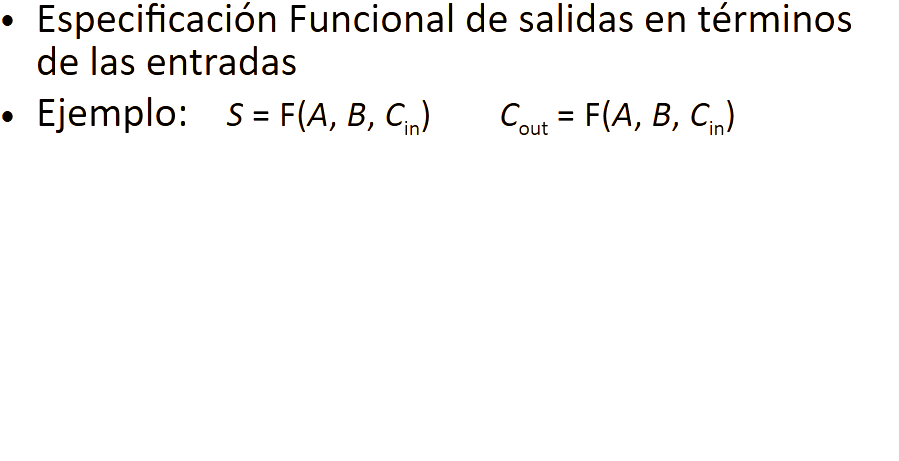 • Especificación Funcional de salidas en términos
de las entradas
• Ejemplo: S = F(A, B, Cin) Cout = F(A, B, Cin)